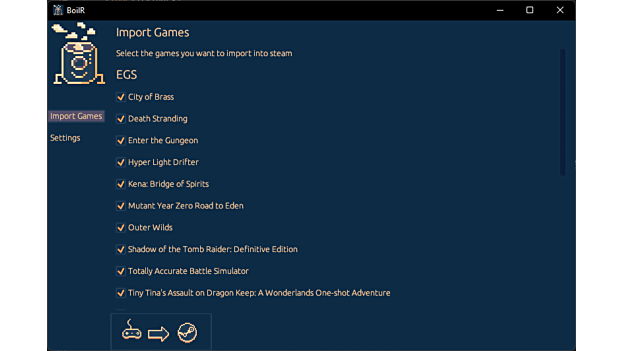 BoilR
Import Games
Select the games you want to import into steam
EGS
City of Brass
Death Stranding
Import Games
Enter the Gungeon
Settings
Hyper Light Drifter
Kena: Bridge of Spirits
Mutant Year Zero Road to Eden
Outer Wilds
Shadow of the Tomb Raider: Definitive Edition
Totally Accurate Battle Simulator
Tiny Tina's Assault on Dragon Keep: A Wonderlands One-shot Adventure